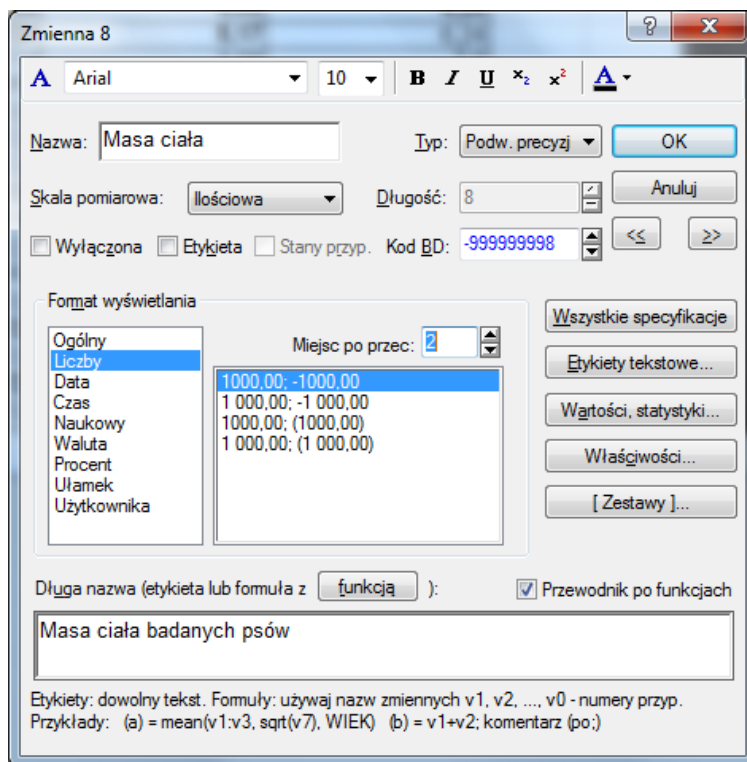 Zmienna 8
A Arial 10 B I U x₂ x² A
Nazwa: Masa ciała Typ: Podw. precyzj OK
Skala pomiarowa: Ilościowa Długość: 8 Anuluj
Wyłączona Etykieta Stany przyp. Kod BD: -999999998 << >>
Format wyświetlania
Wszystkie specyfikacje
Ogólny Miejsc po przec: 2
Liczby
Etykiety tekstowe...
Data 1000,00; -1000,00
Czas 1 000,00; -1 000,00
Naukowy 1000,00; (1000,00) Wartości, statystyki...
Waluta 1 000,00; (1 000,00)
Procent Właściwości...
Ułamek
Użytkownika [ Zestawy ]...
Długa nazwa (etykieta lub formuła z funkcją ): Przewodnik po funkcjach
Masa ciała badanych psów
Etykiety: dowolny tekst. Formuły: używaj nazw zmiennych v1, v2, ..., v0 - numery przyp.
Przykłady: (a) = mean(v1:v3, sqrt(v7), WIEK) (b) = v1+v2; komentarz (po;)